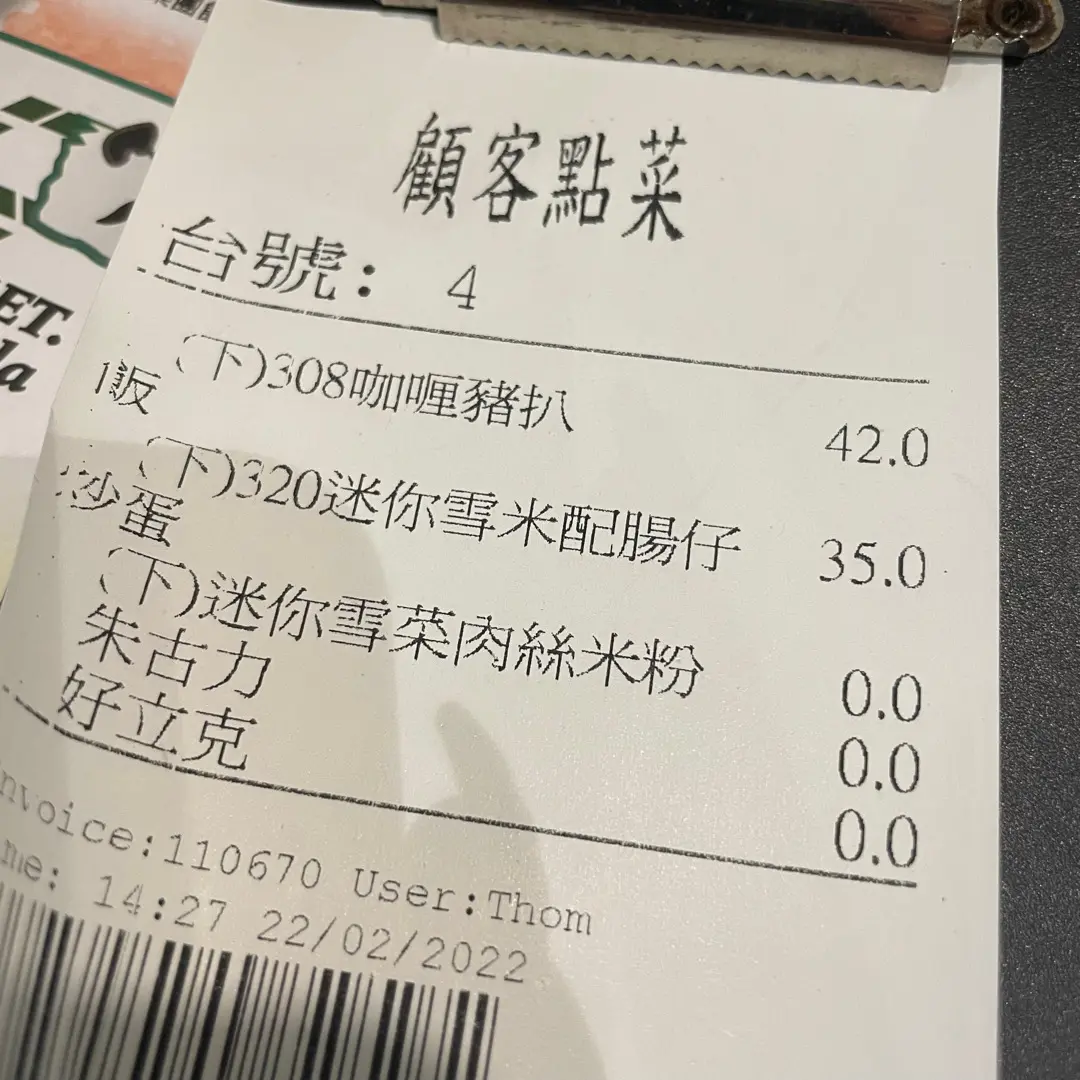 顧客點菜
台號: 4
(下)308咖喱豬扒 42.0
飯
(下)320迷你雪米配腸仔 35.0
炒蛋
(下)迷你雪菜肉絲米粉 0.0
朱古力 0.0
好立克 0.0
nvoice:110670 User:Thom
me: 14:27 22/02/2022
ET.
la